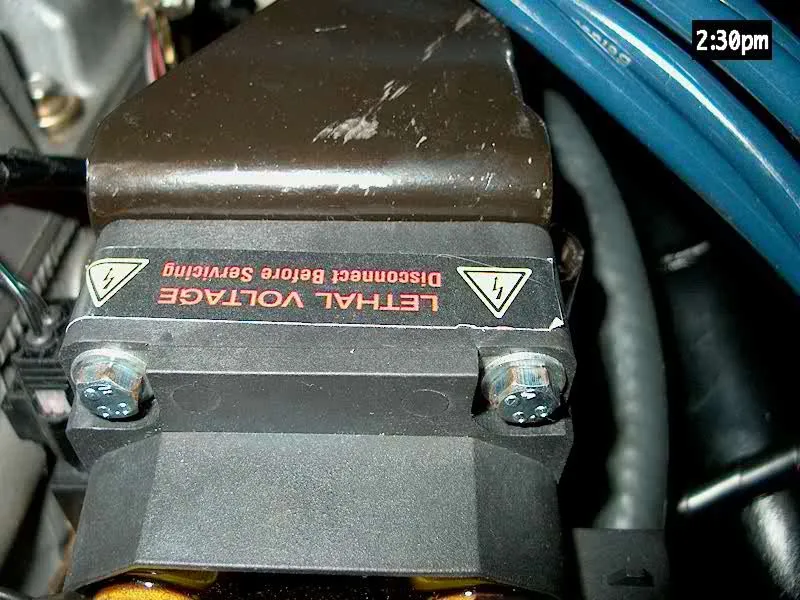 2:30pm
LETHAL VOLTAGE
Disconnect Before Servicing